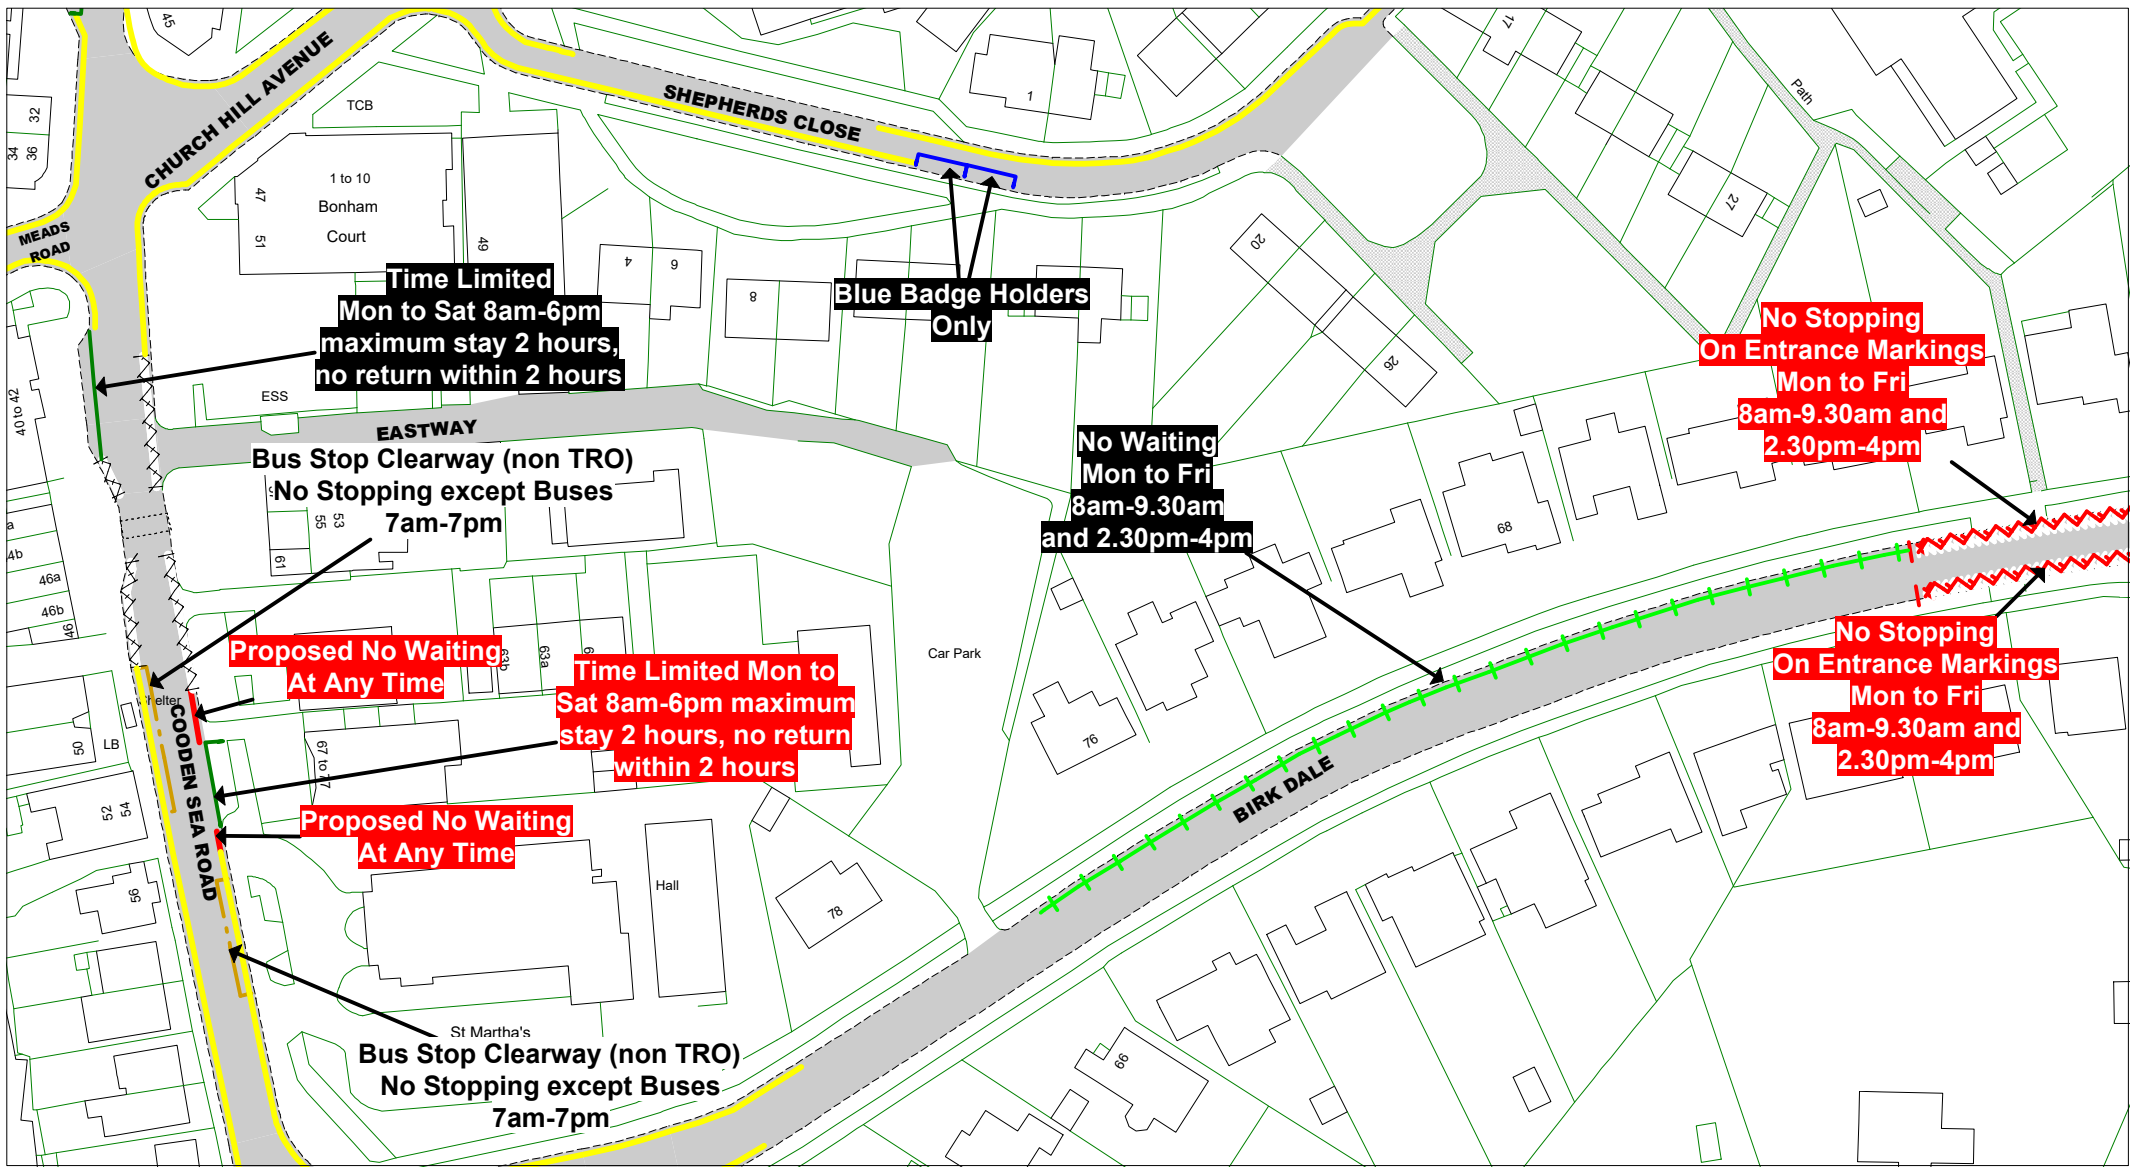 45
CHURCH HILL AVENUE
TCB
SHEPHERDS CLOSE
1
17
Path
32
34
36
1 to 10
Bonham
Court
47
51
49
MEADS
ROAD
4
6
8
20
26
27
Time Limited
Mon to Sat 8am-6pm
maximum stay 2 hours,
no return within 2 hours
Blue Badge Holders
Only
No Stopping
On Entrance Markings
Mon to Fri
8am-9.30am and
2.30pm-4pm
40 to 42
ESS
EASTWAY
Bus Stop Clearway (non TRO)
No Stopping except Buses
7am-7pm
No Waiting
Mon to Fri
8am-9.30am
and 2.30pm-4pm
53
55
61
68
a
4b
46a
46b
46
Proposed No Waiting
At Any Time
63b
63a
Car Park
Time Limited Mon to
Sat 8am-6pm maximum
stay 2 hours, no return
within 2 hours
No Stopping
On Entrance Markings
Mon to Fri
8am-9.30am and
2.30pm-4pm
Shelter
COODEN SEA ROAD
50
LB
67 to 77
76
BIRK DALE
52
54
Proposed No Waiting
At Any Time
56
Hall
78
St Martha's
Bus Stop Clearway (non TRO)
No Stopping except Buses
7am-7pm
66